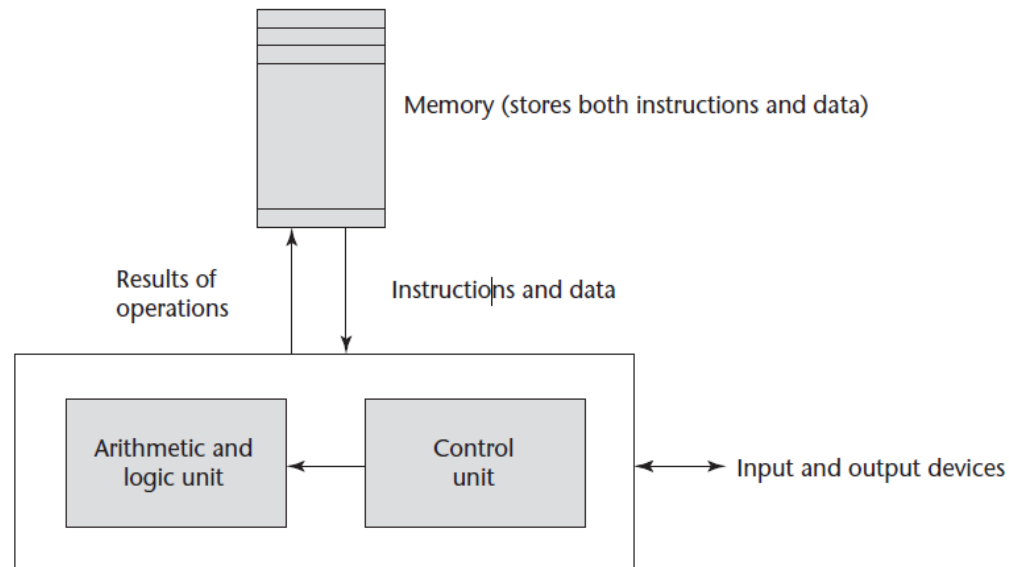 Memory (stores both instructions and data)
Results of
operations
Instructions and data
Arithmetic and
logic unit
Control
unit
Input and output devices